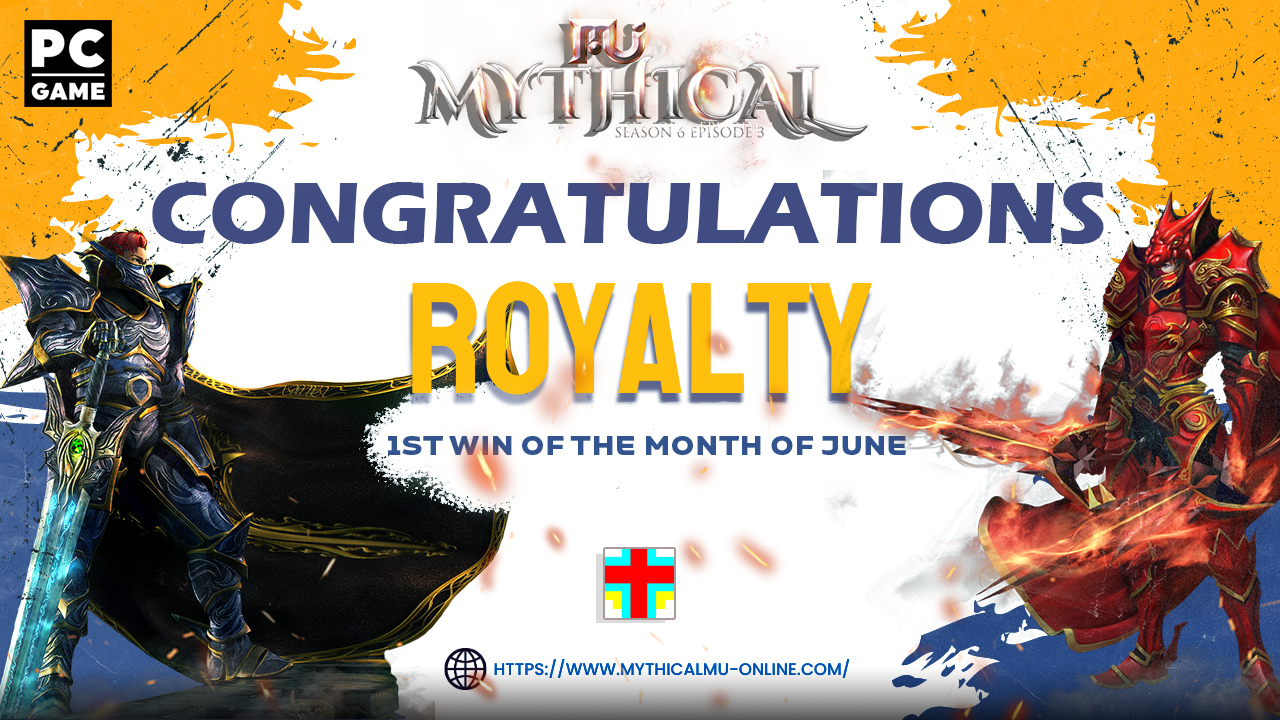 PC
GAME
MU
MYTHICAL
SEASON 6 EPISODE 3
CONGRATULATIONS
ROYALTY
1ST WIN OF THE MONTH OF JUNE
HTTPS://WWW.MYTHICALMU-ONLINE.COM/